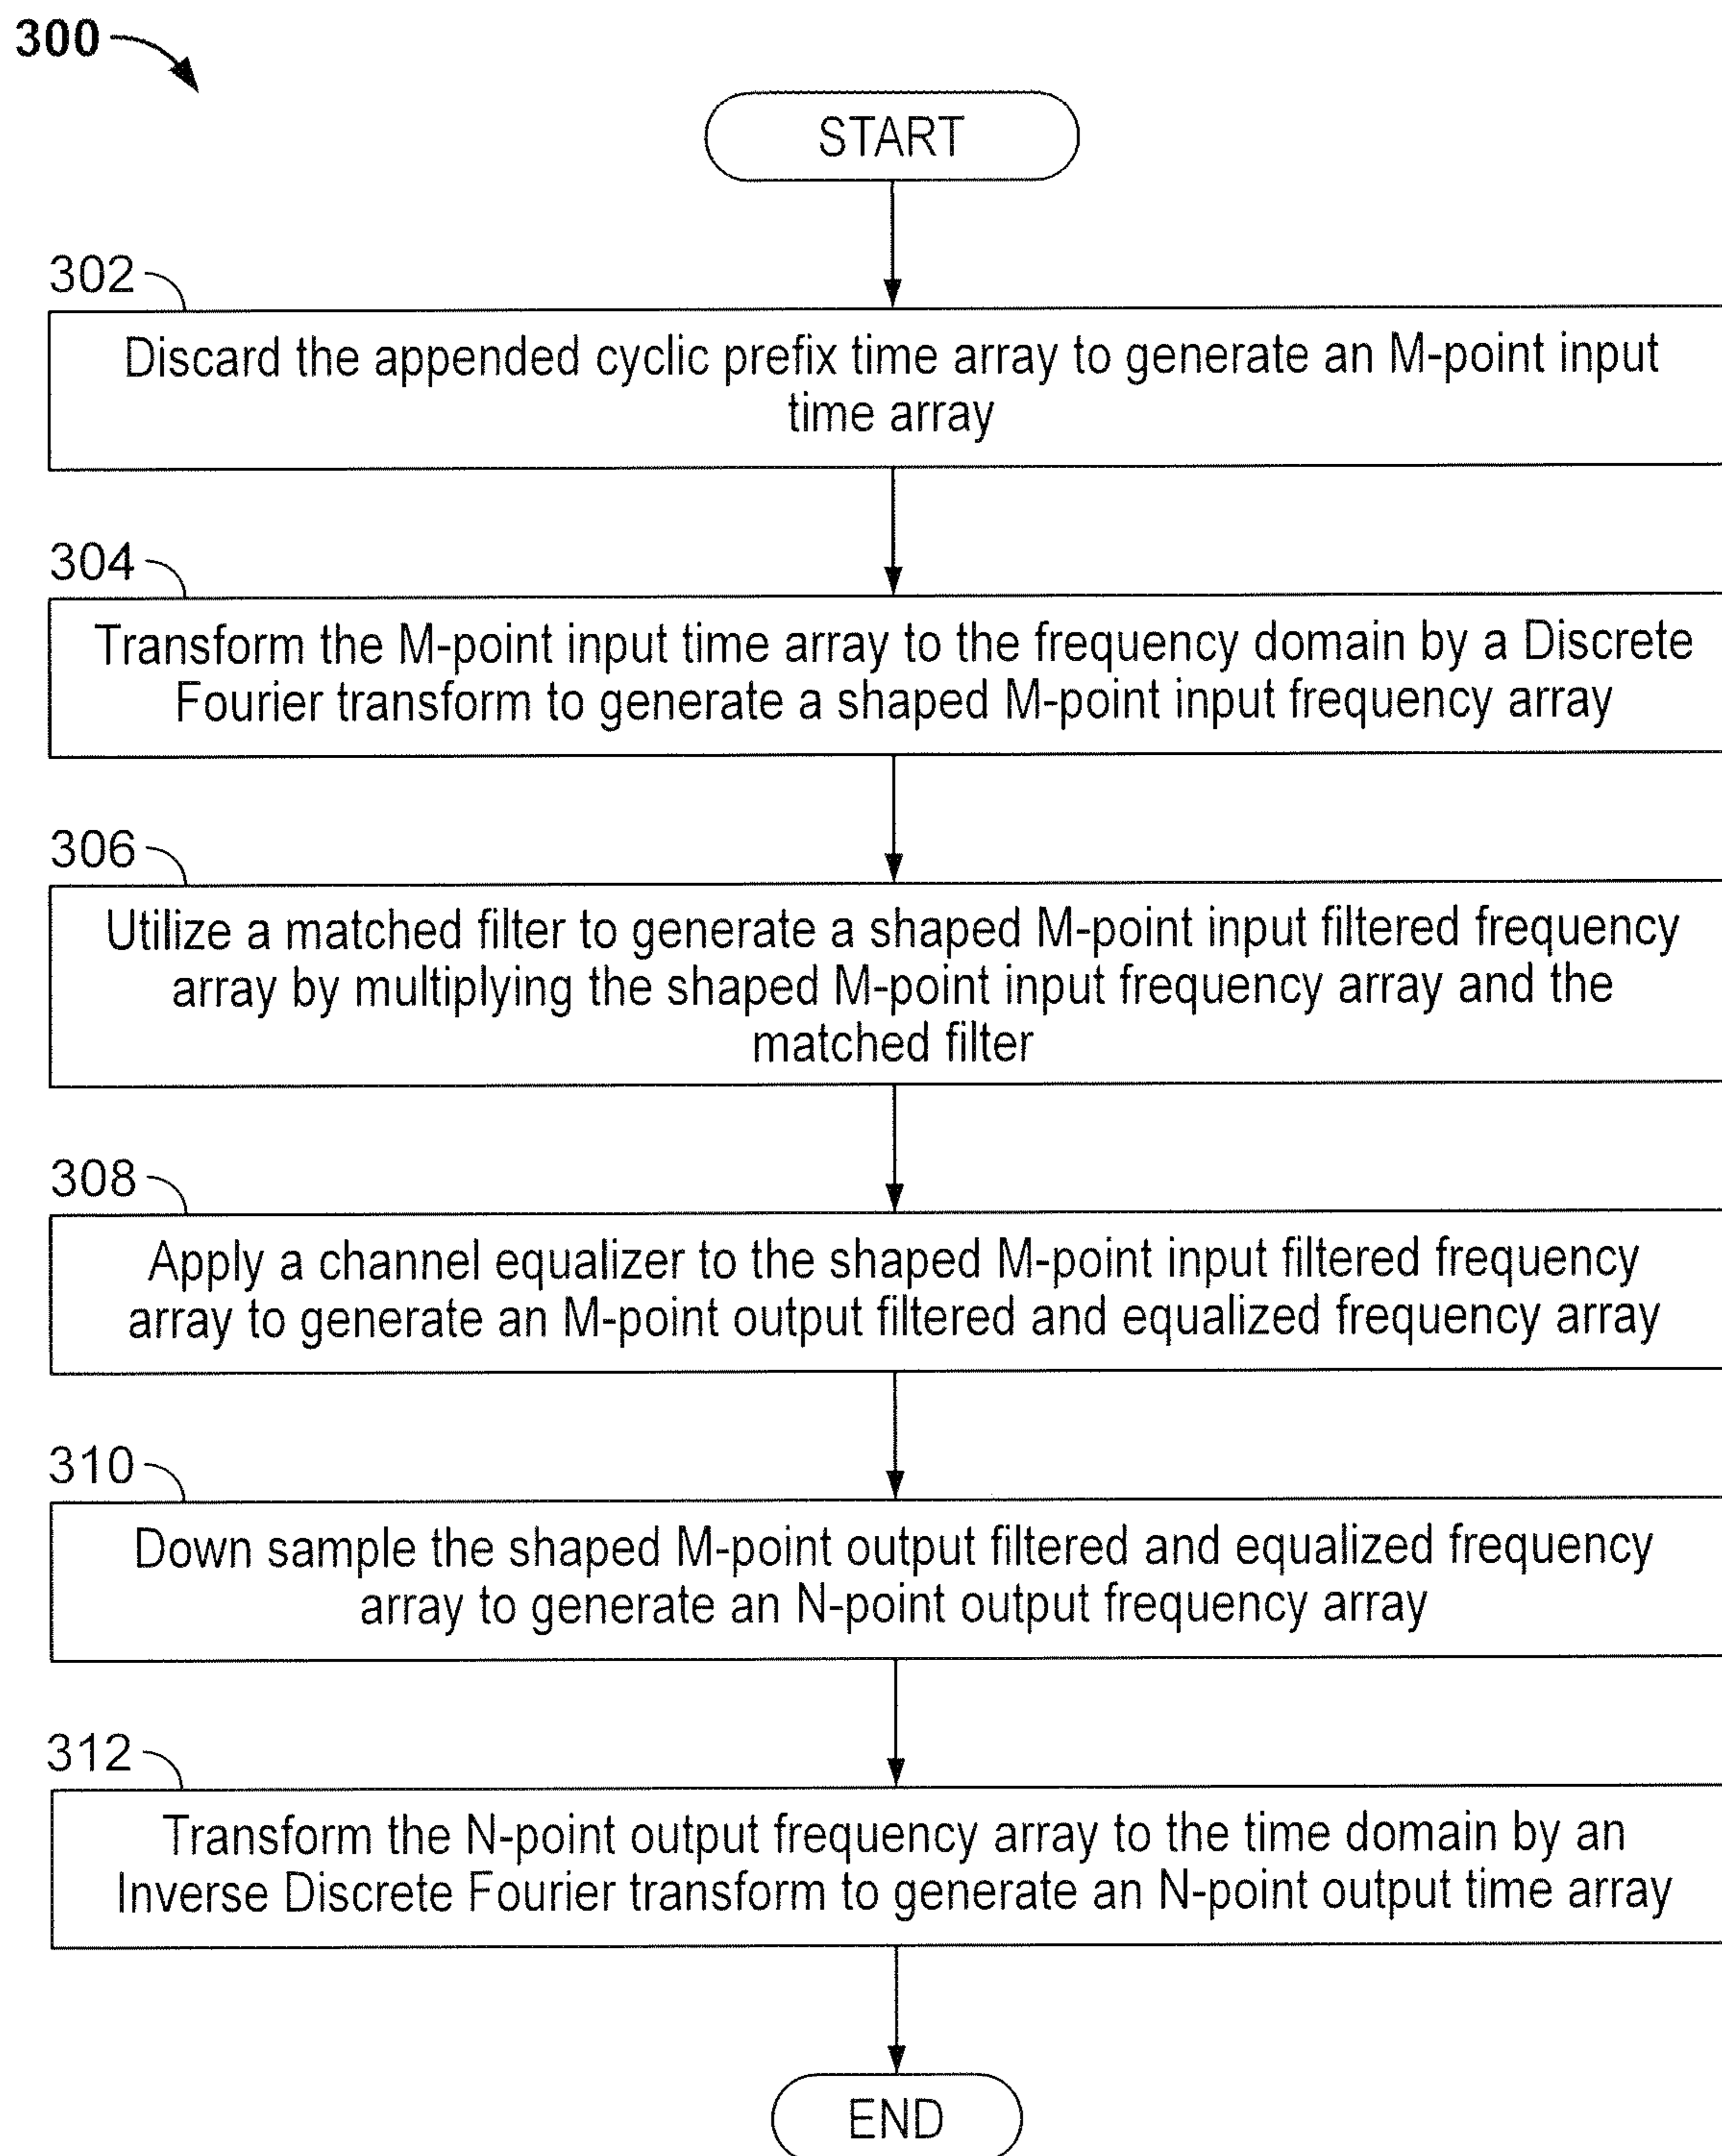 300
START
302
Discard the appended cyclic prefix time array to generate an M-point input
time array
304
Transform the M-point input time array to the frequency domain by a Discrete
Fourier transform to generate a shaped M-point input frequency array
306
Utilize a matched filter to generate a shaped M-point input filtered frequency
array by multiplying the shaped M-point input frequency array and the
matched filter
308
Apply a channel equalizer to the shaped M-point input filtered frequency
array to generate an M-point output filtered and equalized frequency array
310
Down sample the shaped M-point output filtered and equalized frequency
array to generate an N-point output frequency array
312
Transform the N-point output frequency array to the time domain by an
Inverse Discrete Fourier transform to generate an N-point output time array
END